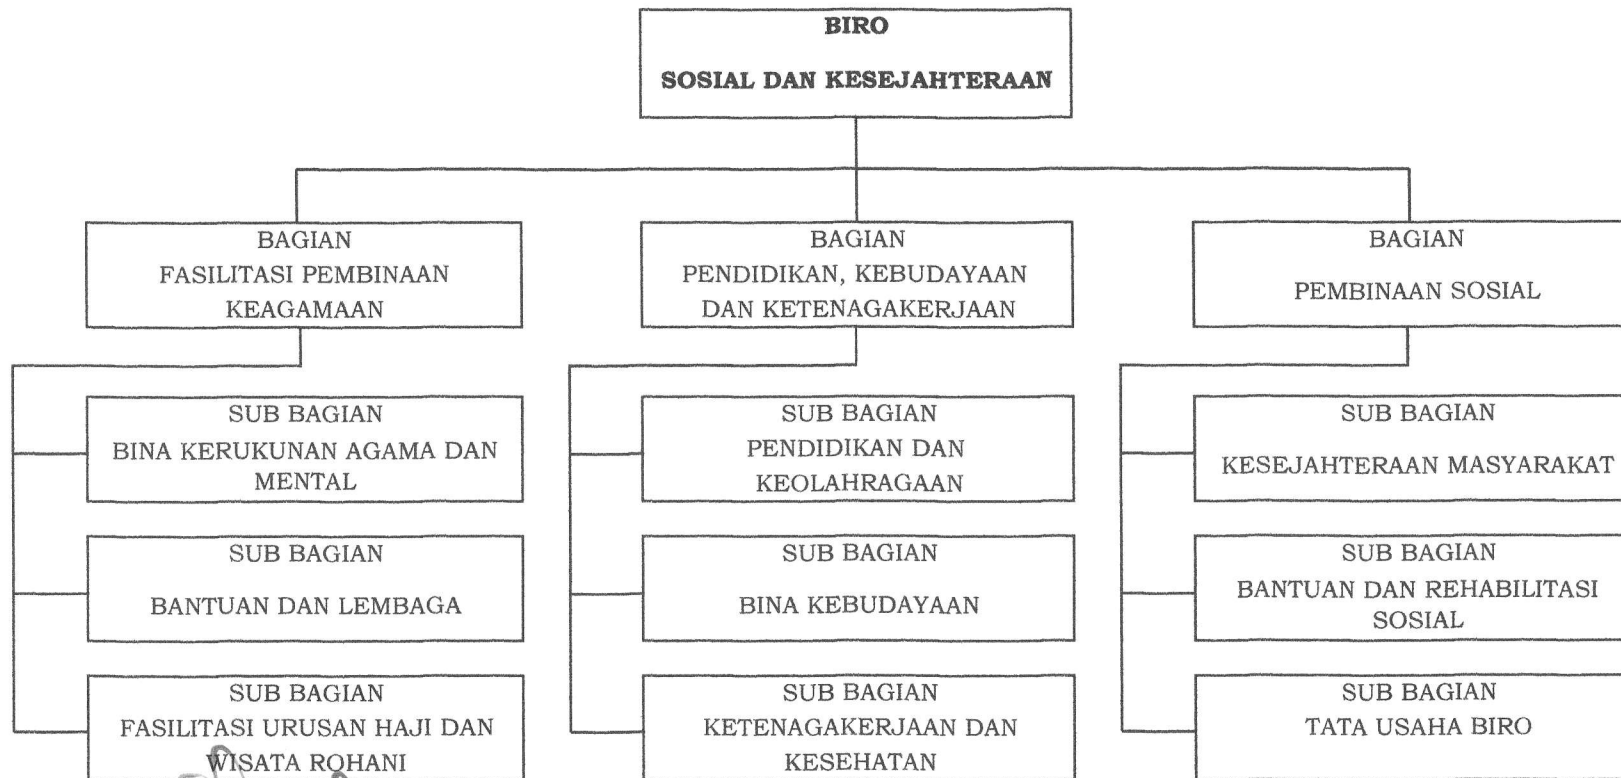 BIRO
SOSIAL DAN KESEJAHTERAAN
BAGIAN
FASILITASI PEMBINAAN
KEAGAMAAN
BAGIAN
PENDIDIKAN, KEBUDAYAAN
DAN KETENAGAKERJAAN
BAGIAN
PEMBINAAN SOSIAL
SUB BAGIAN
BINA KERUKUNAN AGAMA DAN
MENTAL
SUB BAGIAN
PENDIDIKAN DAN
KEOLAHRAGAAN
SUB BAGIAN
KESEJAHTERAAN MASYARAKAT
SUB BAGIAN
BANTUAN DAN LEMBAGA
SUB BAGIAN
BINA KEBUDAYAAN
SUB BAGIAN
BANTUAN DAN REHABILITASI
SOSIAL
SUB BAGIAN
FASILITASI URUSAN HAJI DAN
WISATA ROHANI
SUB BAGIAN
KETENAGAKERJAAN DAN
KESEHATAN
SUB BAGIAN
TATA USAHA BIRO